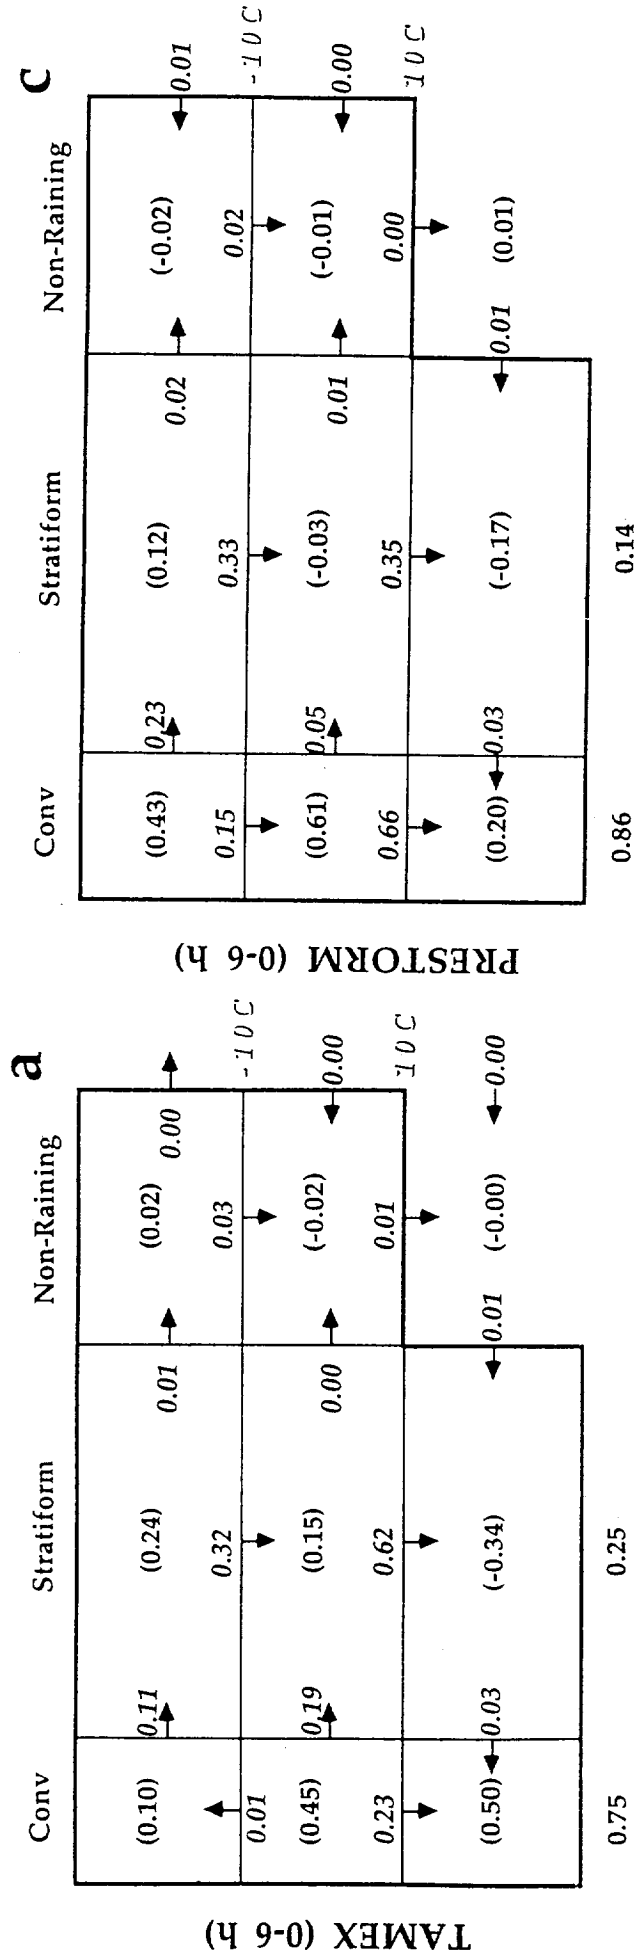 a
Conv Stratiform Non-Raining
TAMEX (0-6 h)
(0.10) 0.11 (0.24) 0.01 (0.02) 0.00
0.01 0.32 0.03 -10C
(0.45) 0.19 (0.15) 0.00 (-0.02) 0.00
0.23 0.62 0.01 10C
(0.50) 0.03 (-0.34) 0.01 (-0.00) 0.00
0.75 0.25
c
Conv Stratiform Non-Raining
PRESTORM (0-6 h)
(0.43) 0.23 (0.12) 0.02 (-0.02) 0.01
0.15 0.33 0.02 -10C
(0.61) 0.05 (-0.03) 0.01 (-0.01) 0.00
0.66 0.35 0.00 10C
(0.20) 0.03 (-0.17) 0.01 (0.01)
0.86 0.14